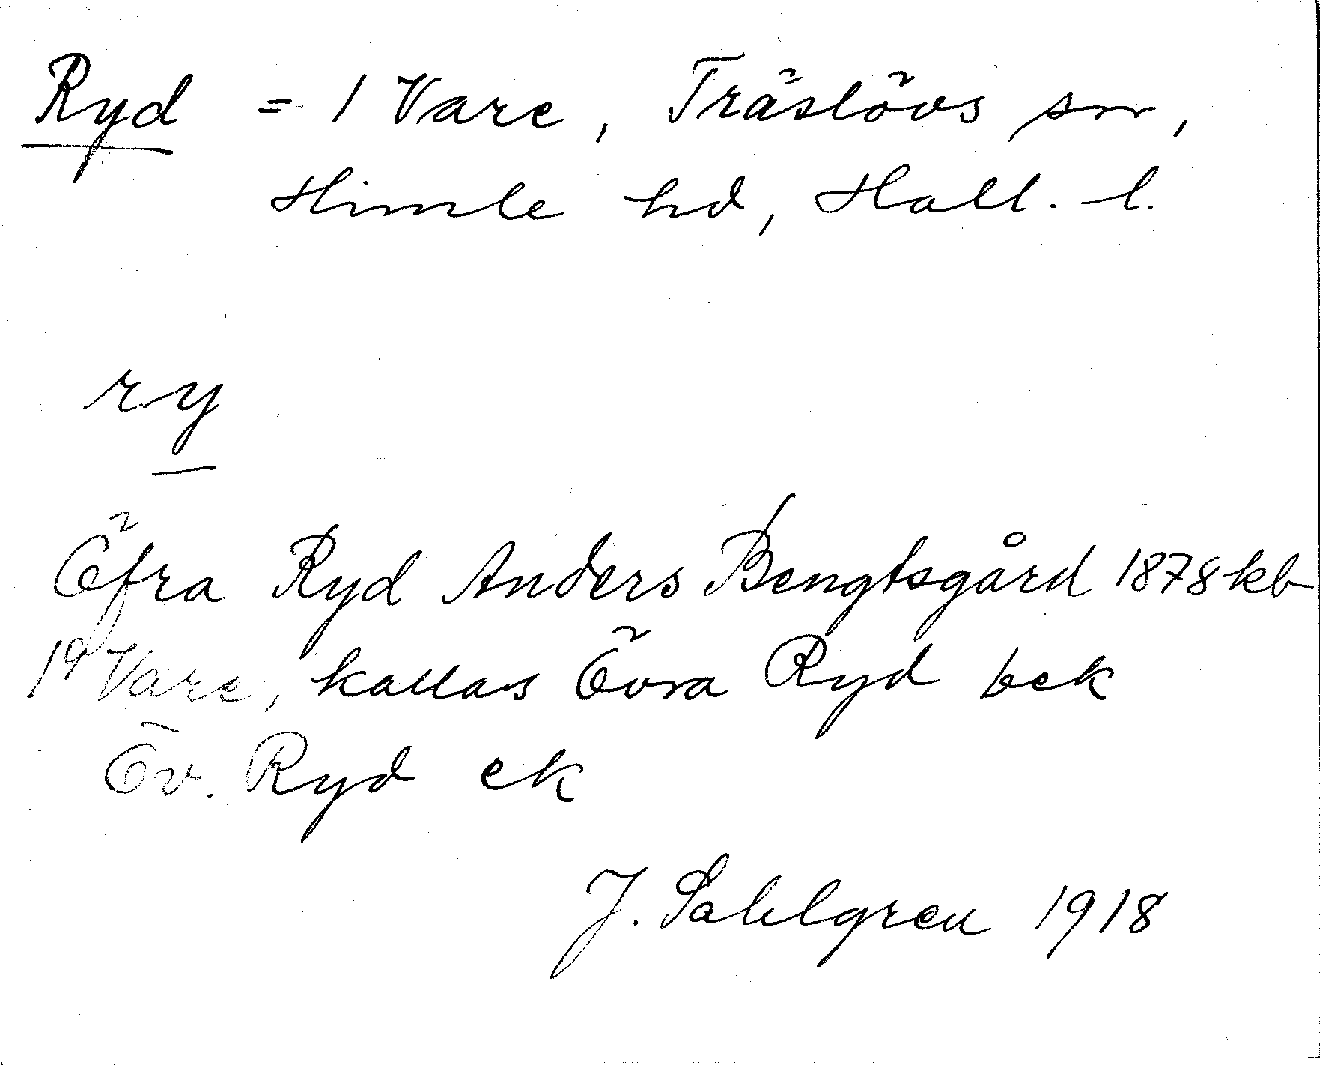 Ryd = 1 Vare, Träslövs sn,
Himle hd, Hall. l.
ry
Öfra Ryd Anders Bengtsgård 1878 kb
1⁹ Vare, kallas Övra Ryd bek
Öv. Ryd ek
J. Sahlgren 1918